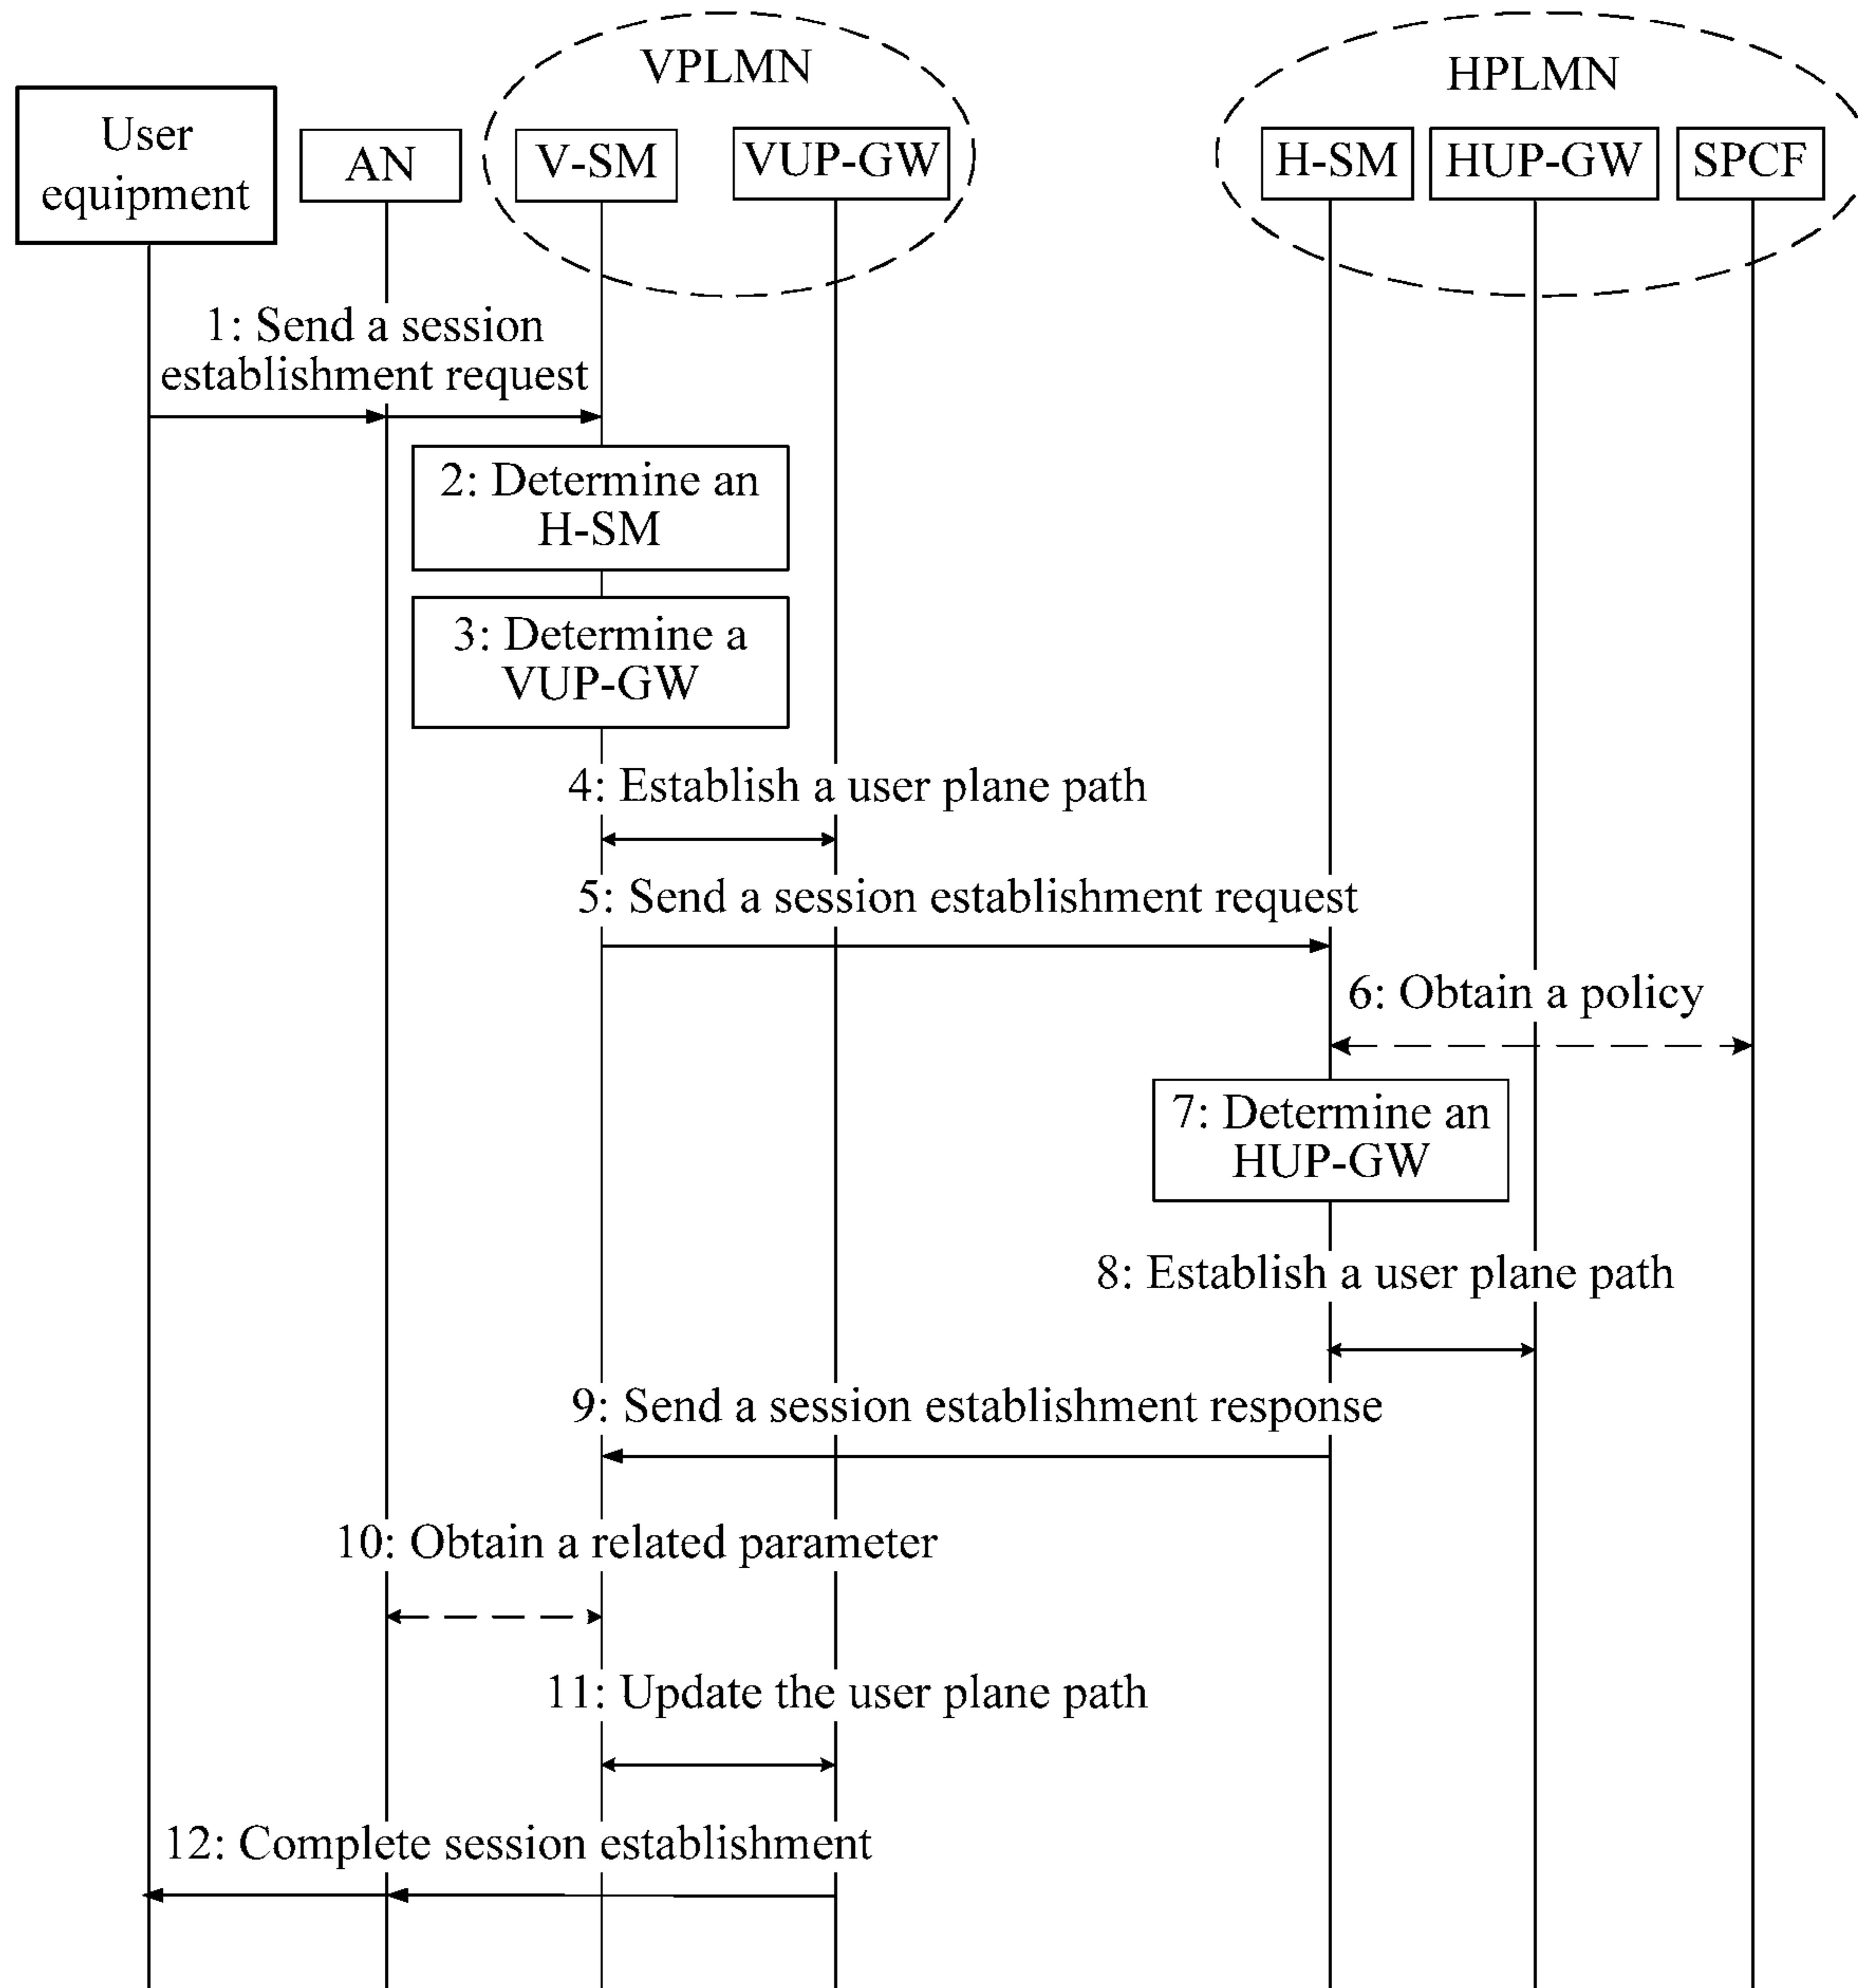 VPLMN
HPLMN
User
equipment
AN
V-SM
VUP-GW
H-SM
HUP-GW
SPCF
1: Send a session
establishment request
2: Determine an
H-SM
3: Determine a
VUP-GW
4: Establish a user plane path
5: Send a session establishment request
6: Obtain a policy
7: Determine an
HUP-GW
8: Establish a user plane path
9: Send a session establishment response
10: Obtain a related parameter
11: Update the user plane path
12: Complete session establishment